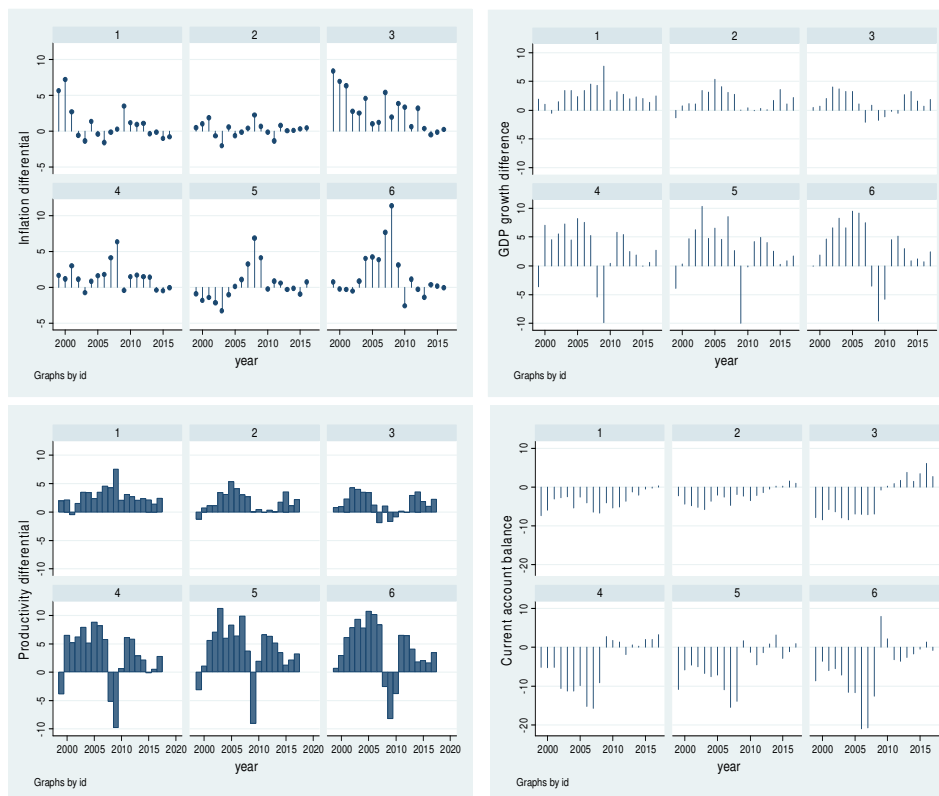 1 2 3
10
5
0
-5
4 5 6
10
5
0
-5
Inflation differential
2000 2005 2010 2015 2000 2005 2010 2015 2000 2005 2010 2015
year
Graphs by id
1 2 3
10
5
0
-5
-10
4 5 6
10
5
0
-5
-10
GDP growth difference
2000 2005 2010 2015 2000 2005 2010 2015 2000 2005 2010 2015
year
Graphs by id
1 2 3
10
5
0
-5
-10
4 5 6
10
5
0
-5
-10
Productivity differential
2000 2005 2010 2015 2020 2000 2005 2010 2015 2020 2000 2005 2010 2015 2020
year
Graphs by id
1 2 3
10
0
-10
-20
4 5 6
10
0
-10
-20
Current account balance
2000 2005 2010 2015 2000 2005 2010 2015 2000 2005 2010 2015
year
Graphs by id